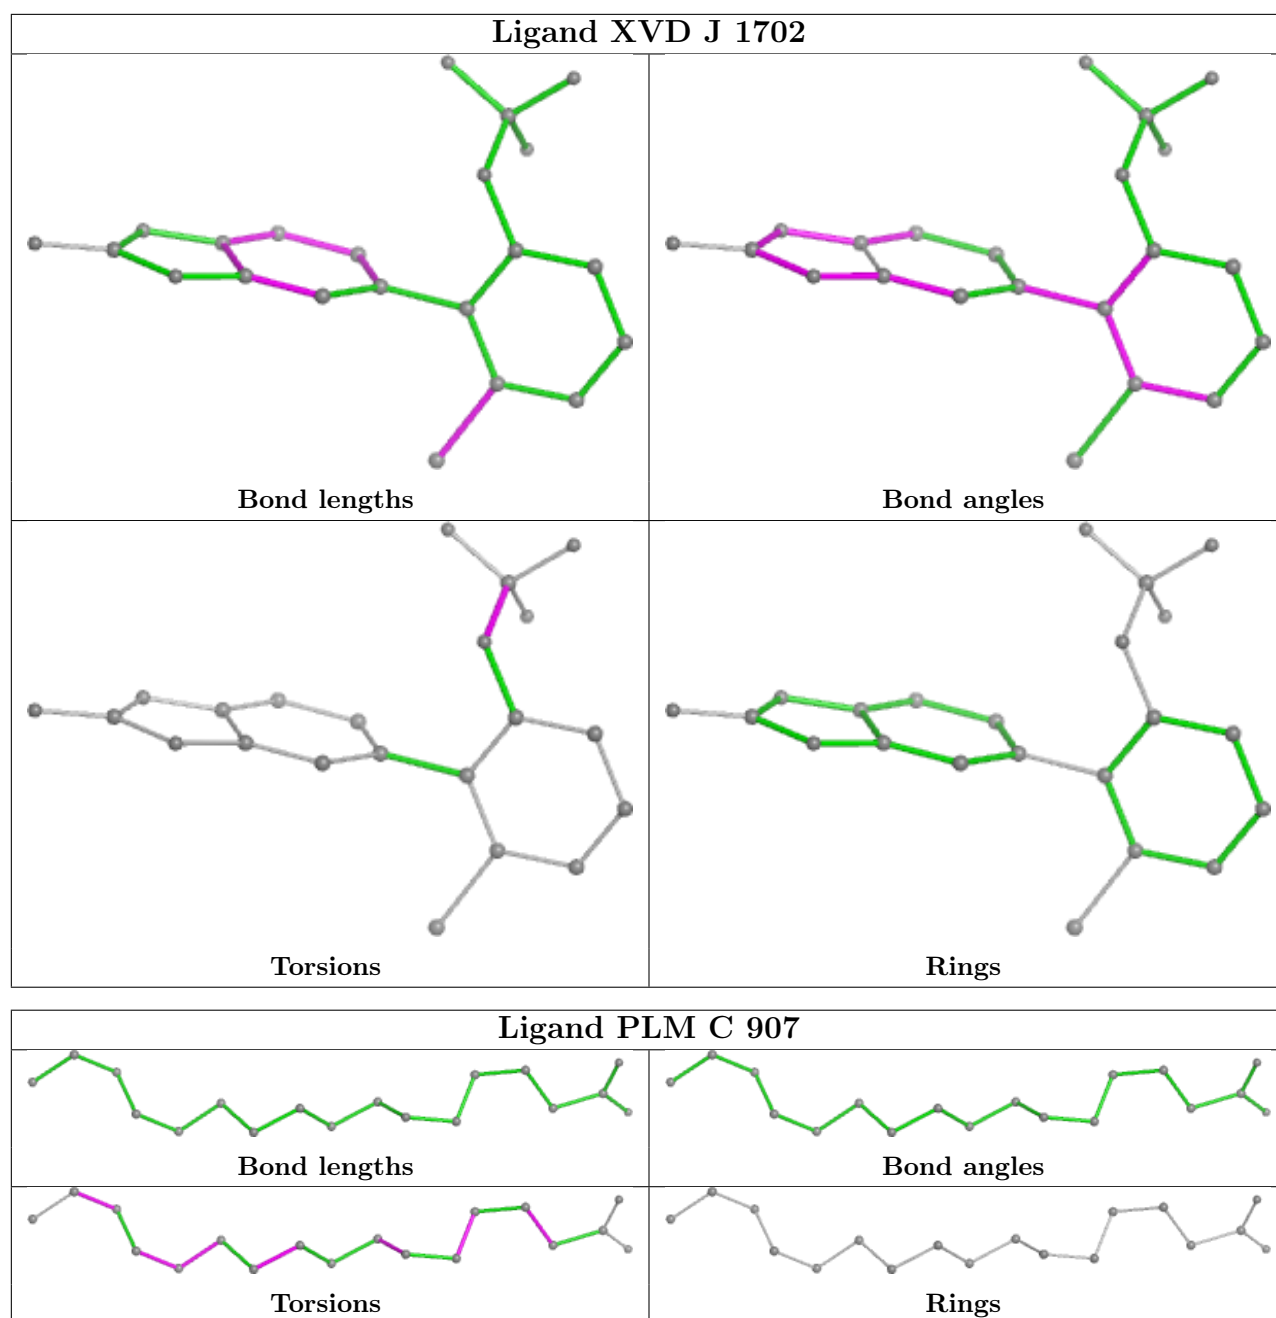 Ligand XVD J 1702
Bond lengths
Bond angles
Torsions
Rings
Ligand PLM C 907
Bond lengths
Bond angles
Torsions
Rings